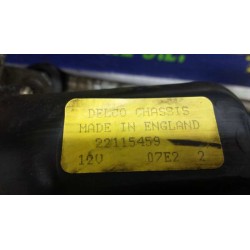 DELCO CHASSIS
MADE IN ENGLAND
22115459
12V 07E2 2